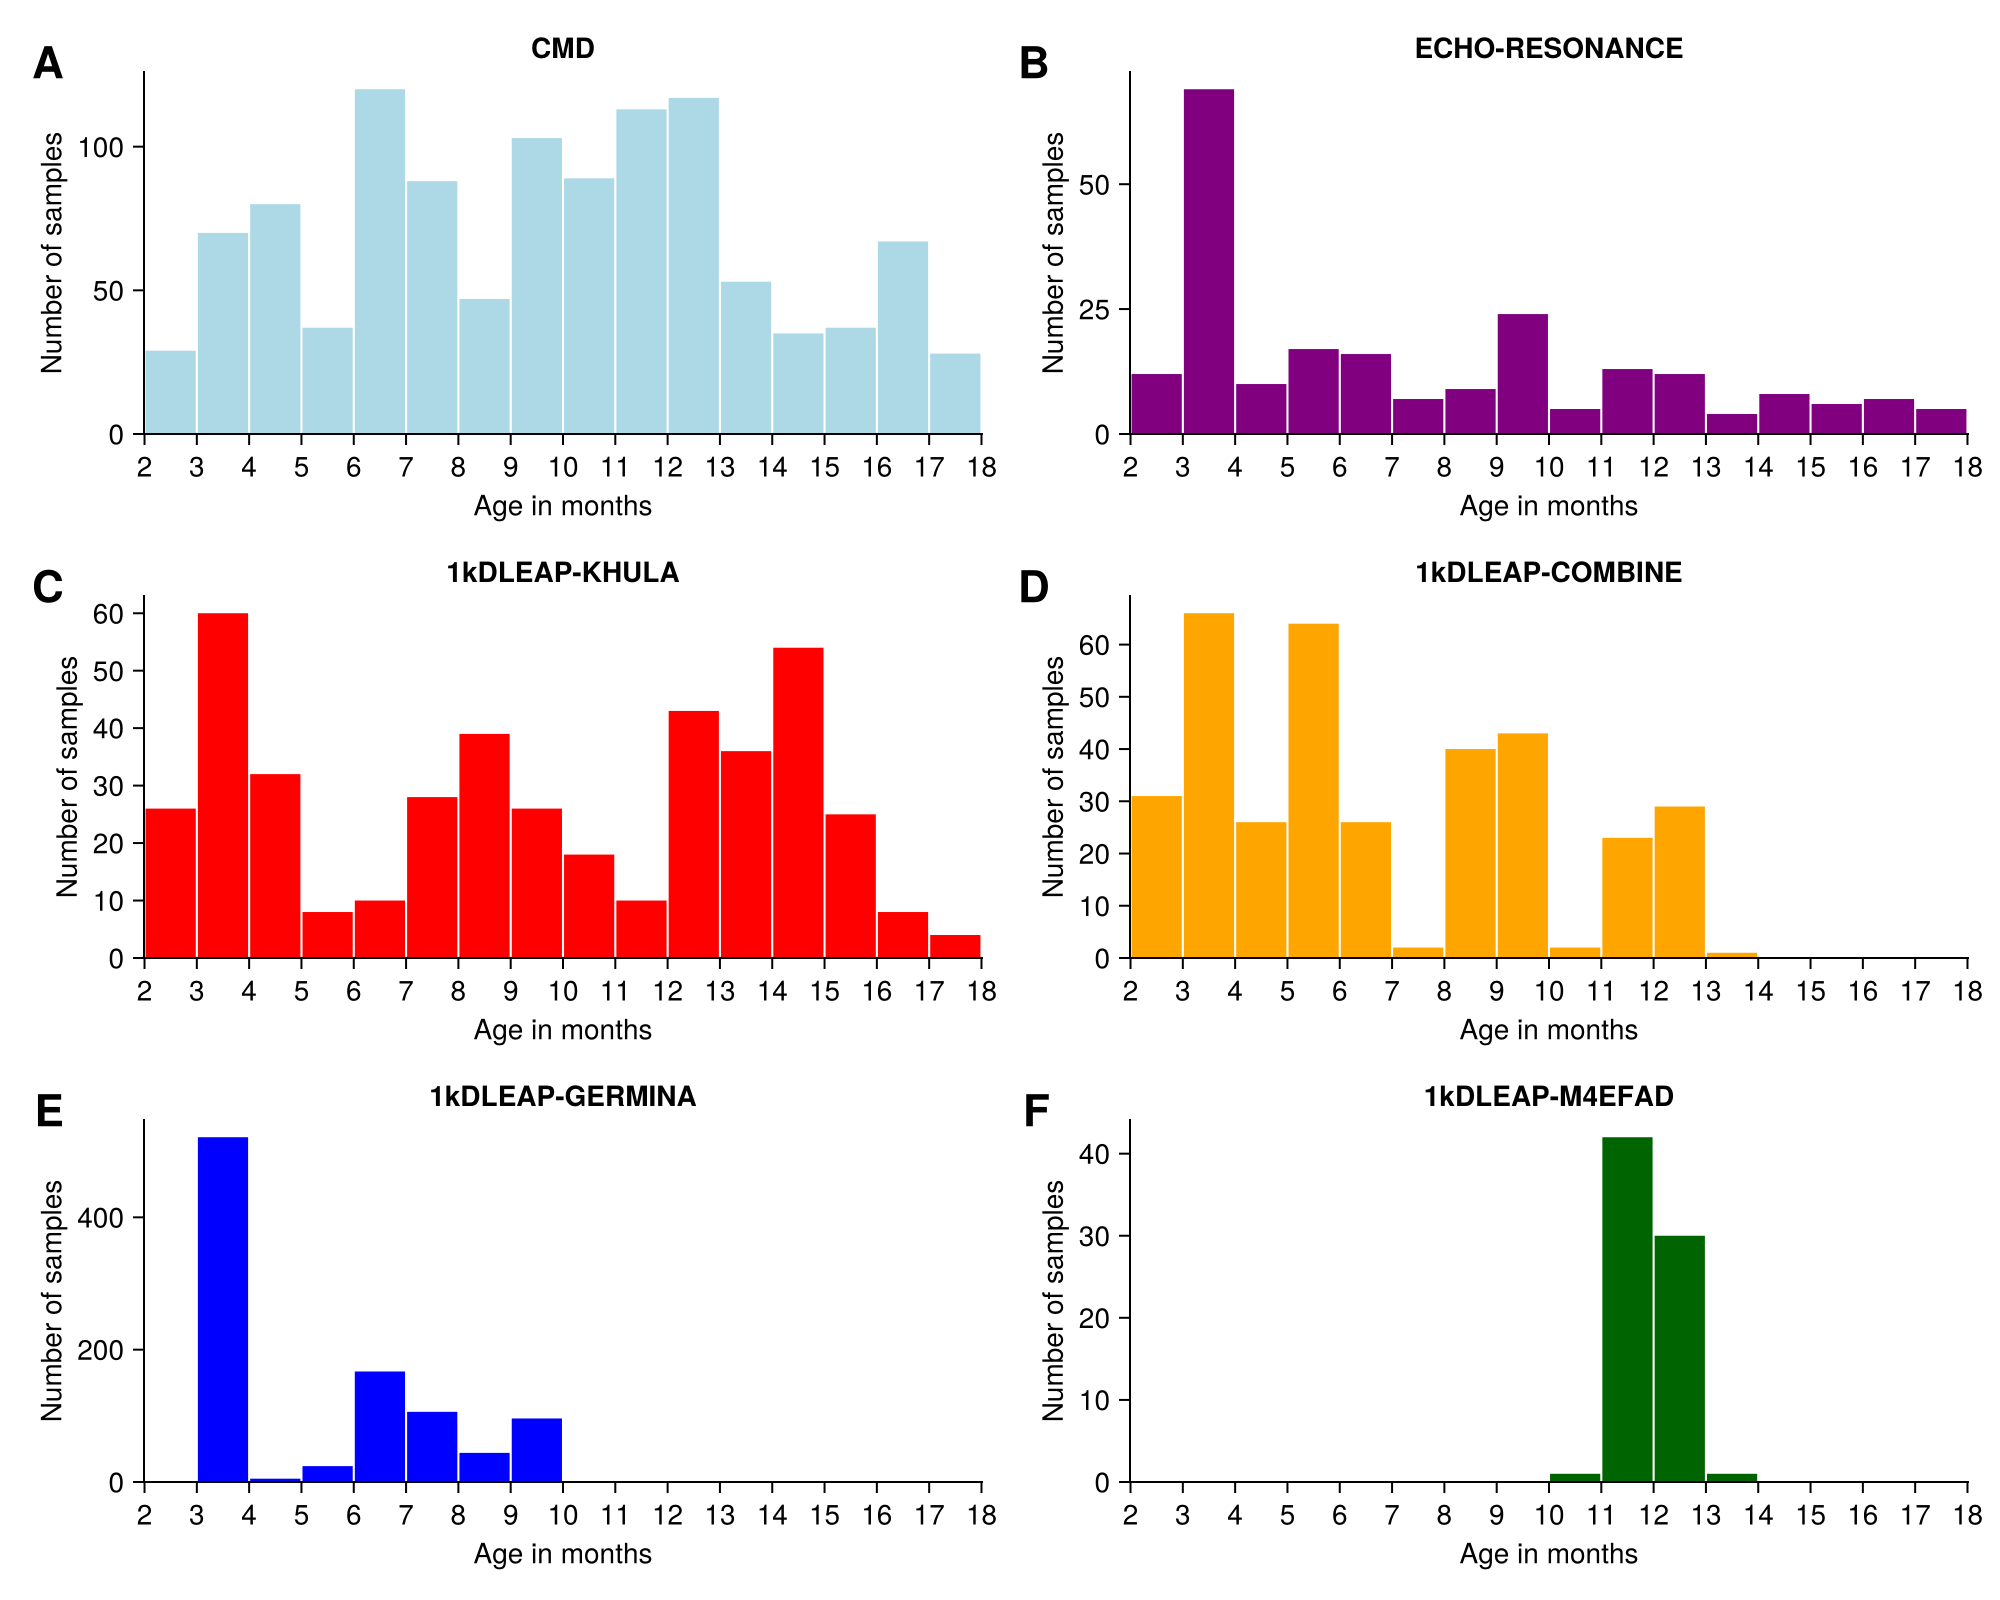 A
CMD
Number of samples
100
50
0
2 3 4 5 6 7 8 9 10 11 12 13 14 15 16 17 18
Age in months
B
ECHO-RESONANCE
Number of samples
50
25
0
2 3 4 5 6 7 8 9 10 11 12 13 14 15 16 17 18
Age in months
C
1kDLEAP-KHULA
Number of samples
60
50
40
30
20
10
0
2 3 4 5 6 7 8 9 10 11 12 13 14 15 16 17 18
Age in months
D
1kDLEAP-COMBINE
Number of samples
60
50
40
30
20
10
0
2 3 4 5 6 7 8 9 10 11 12 13 14 15 16 17 18
Age in months
E
1kDLEAP-GERMINA
Number of samples
400
200
0
2 3 4 5 6 7 8 9 10 11 12 13 14 15 16 17 18
Age in months
F
1kDLEAP-M4EFAD
Number of samples
40
30
20
10
0
2 3 4 5 6 7 8 9 10 11 12 13 14 15 16 17 18
Age in months